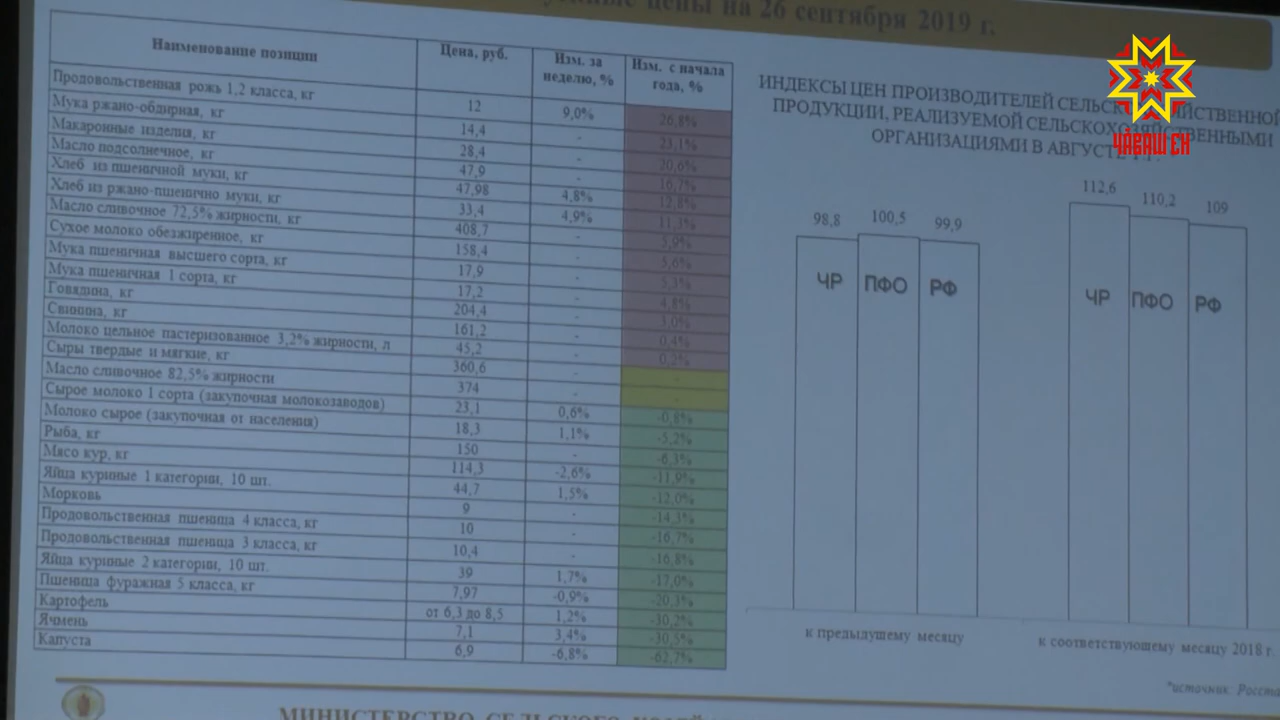 цены на 26 сентября 2019 г.
Наименование позиции Цена, руб. Изм. за неделю, % Изм. с начала года, %
Продовольственная рожь 1,2 класса, кг 12 9,0% 26,8%
Мука ржано-обдирная, кг 14,4 - 23,1%
Макаронные изделия, кг 28,4 - 20,6%
Масло подсолнечное, кг 47,9 - 16,7%
Хлеб из пшеничной муки, кг 47,98 4,8% 12,8%
Хлеб из ржано-пшенично муки, кг 33,4 4,9% 11,3%
Масло сливочное 72,5% жирности, кг 408,7 - 5,9%
Сухое молоко обезжиренное, кг 158,4 - 5,6%
Мука пшеничная высшего сорта, кг 17,9 - 5,3%
Мука пшеничная 1 сорта, кг 17,2 - 4,8%
Говядина, кг 204,4 - 3,0%
Свинина, кг 161,2 - 0,4%
Молоко цельное пастеризованное 3,2% жирности, л 45,2 - 0,2%
Сыры твердые и мягкие, кг 360,6 - -
Масло сливочное 82,5% жирности 374 - -
Сырое молоко 1 сорта (закупочная молокозаводов) 23,1 0,6% -0,8%
Молоко сырое (закупочная от населения) 18,3 1,1% -5,2%
Рыба, кг 150 - -6,3%
Мясо кур, кг 114,3 -2,6% -11,9%
Яйца куриные 1 категории, 10 шт. 44,7 1,5% -12,0%
Морковь 9 - -14,3%
Продовольственная пшеница 4 класса, кг 10 - -16,7%
Продовольственная пшеница 3 класса, кг 10,4 - -16,8%
Яйца куриные 2 категории, 10 шт. 39 1,7% -17,0%
Пшеница фуражная 5 класса, кг 7,97 -0,9% -20,3%
Картофель от 6,3 до 8,5 1,2% -30,2%
Ячмень 7,1 3,4% -30,5%
Капуста 6,9 -6,8% -62,7%
ИНДЕКСЫ ЦЕН ПРОИЗВОДИТЕЛЕЙ
ПРОДУКЦИИ, РЕАЛИЗУЕМОЙ СЕЛЬСКОХОЗЯЙСТВЕННЫМИ
ОРГАНИЗАЦИЯМИ В АВГУСТЕ
ЧӐВАШ ЕН
98,8 100,5 99,9 112,6 110,2 109
ЧР ПФО РФ ЧР ПФО РФ
к предыдущему месяцу к соответствующему месяцу 2018 г.
*источник
МИНИСТЕРСТВО СЕЛЬСКОГО